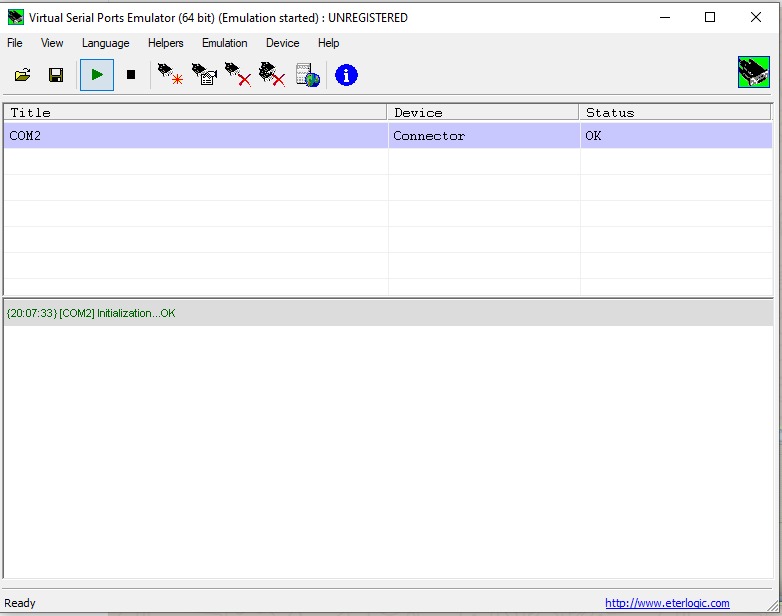 Virtual Serial Ports Emulator (64 bit) (Emulation started) : UNREGISTERED
File View Language Helpers Emulation Device Help
Title Device Status
COM2 Connector OK
{20:07:33} [COM2] Initialization...OK
Ready http://www.eterlogic.com